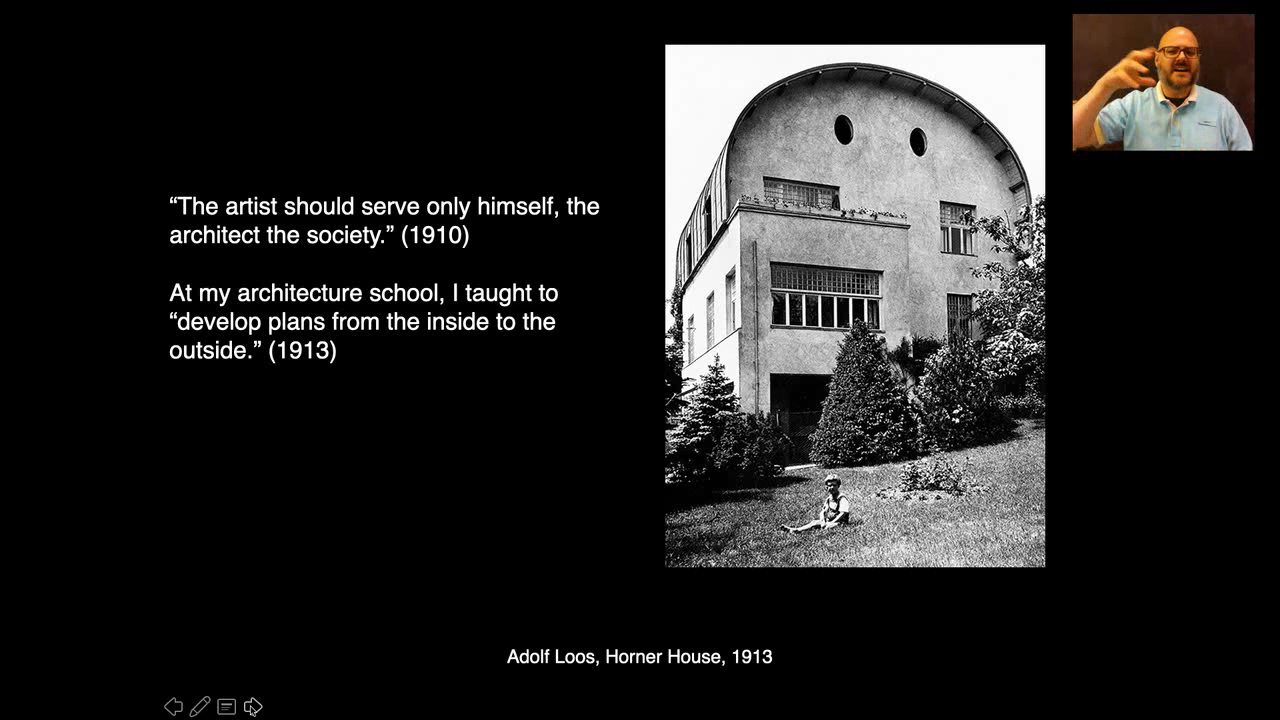 “The artist should serve only himself, the
architect the society.” (1910)
At my architecture school, I taught to
“develop plans from the inside to the
outside.” (1913)
Adolf Loos, Horner House, 1913